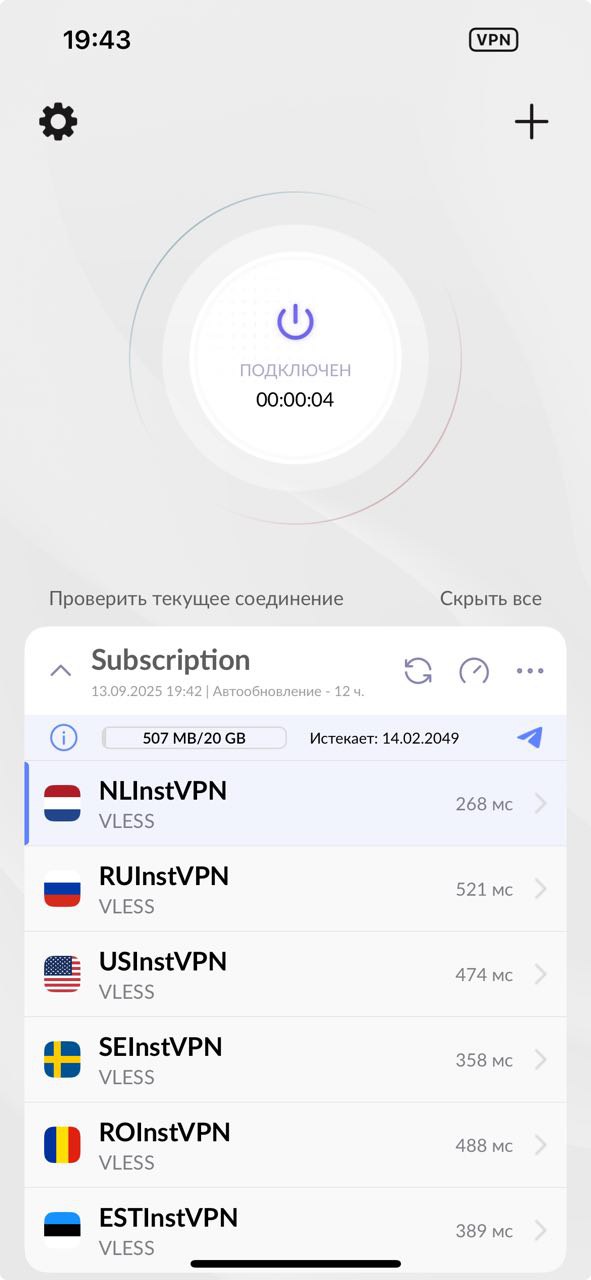 19:43
VPN
ПОДКЛЮЧЕН
00:00:04
Проверить текущее соединение Скрыть все
Subscription
13.09.2025 19:42 | Автообновление - 12 ч.
507 MB/20 GB Истекает: 14.02.2049
NLInstVPN
VLESS
268 мс
RUInstVPN
VLESS
521 мс
USInstVPN
VLESS
474 мс
SEInstVPN
VLESS
358 мс
ROInstVPN
VLESS
488 мс
ESTInstVPN
VLESS
389 мс